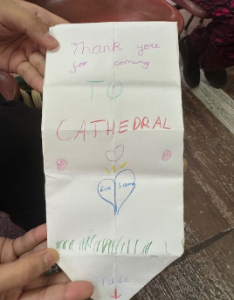 Thank you
for coming
TO
CATHEDRAL